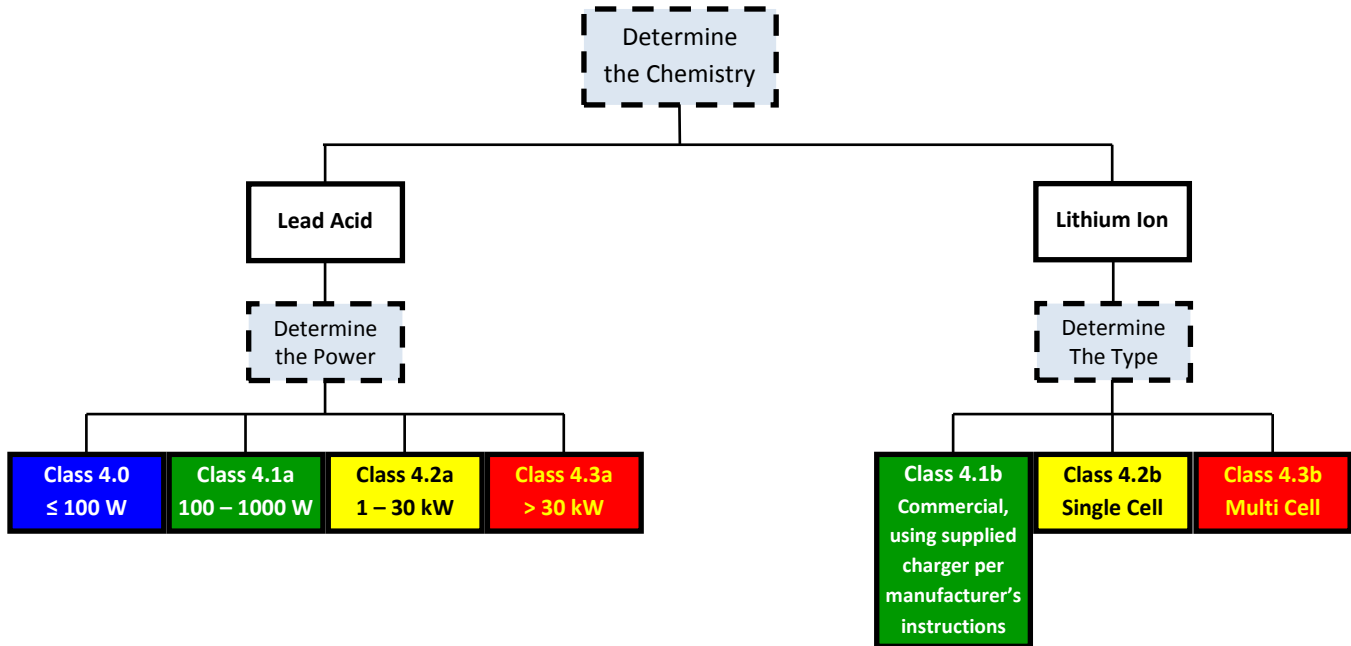 Determine
the Chemistry
Lead Acid
Lithium Ion
Determine
the Power
Determine
The Type
Class 4.0
≤ 100 W
Class 4.1a
100 – 1000 W
Class 4.2a
1 – 30 kW
Class 4.3a
> 30 kW
Class 4.1b
Commercial,
using supplied
charger per
manufacturer’s
instructions
Class 4.2b
Single Cell
Class 4.3b
Multi Cell